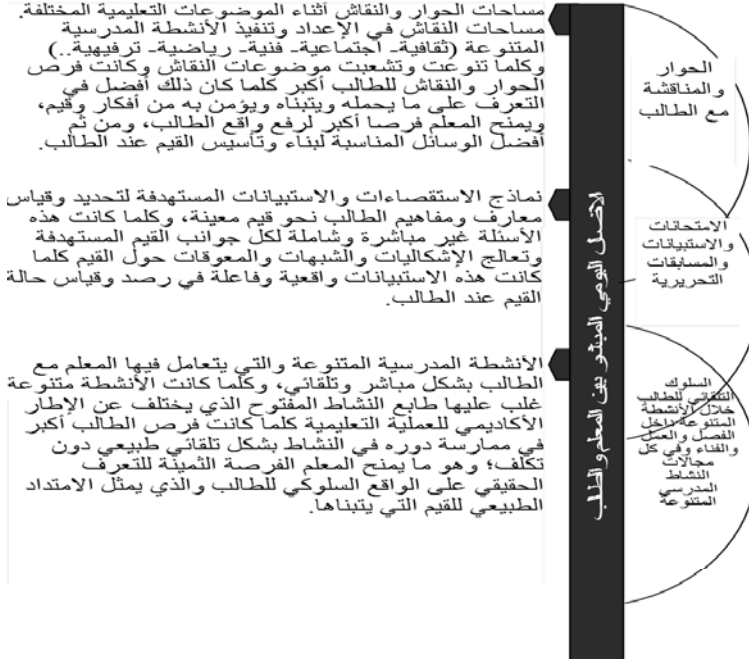 الحوار
والمناقشة
مع الطالب
مساحات الحوار والنقاش أثناء الموضوعات التعليمية المختلفة.
مساحات النقاش في الإعداد وتنفيذ الأنشطة المدرسية
المتنوعة (ثقافية- اجتماعية- فنية- رياضية- ترفيهية..)
وكلما تنوعت وتشعبت موضوعات النقاش وكانت فرص
الحوار والنقاش للطالب أكبر كلما كان ذلك أفضل في
التعرف على ما يحمله ويتبناه ويؤمن به من أفكار وقيم،
ويمنح المعلم فرصا أكبر لرفع واقع الطالب، ومن ثم
أفضل الوسائل المناسبة لبناء وتأسيس القيم عند الطالب.
الامتحانات
والاستبيانات
والمسابقات
التحريرية
نماذج الاستقصاءات والاستبيانات المستهدفة لتحديد وقياس
معارف ومفاهيم الطالب نحو قيم معينة، وكلما كانت هذه
الأسئلة غير مباشرة وشاملة لكل جوانب القيم المستهدفة
وتعالج الإشكاليات والشبهات والمعوقات حول القيم كلما
كانت هذه الاستبيانات واقعية وفاعلة في رصد وقياس حالة
القيم عند الطالب.
السلوك
التلقائي للطالب
خلال الأنشطة
المتنوعة داخل
الفصل والعمل
والفناء وفي كل
مجالات
النشاط
المدرسي
المتنوعة
الأنشطة المدرسية المتنوعة والتي يتعامل فيها المعلم مع
الطالب بشكل مباشر وتلقائي، وكلما كانت الأنشطة متنوعة
غلب عليها طابع النشاط المفتوح الذي يختلف عن الإطار
الأكاديمي للعملية التعليمية كلما كانت فرص الطالب أكبر
في ممارسة دوره في النشاط بشكل تلقائي طبيعي دون
تكلف؛ وهو ما يمنح المعلم الفرصة الثمينة للتعرف
الحقيقي على الواقع السلوكي للطالب والذي يمثل الامتداد
الطبيعي للقيم التي يتبناها.
الاتصل اليومي المبشر بين المعلم والطلب